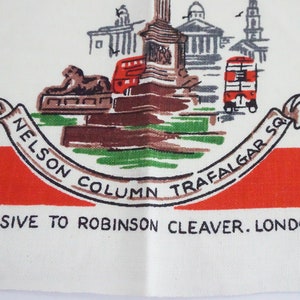 NELSON COLUMN TRAFALGAR SQ.
SIVE TO ROBINSON CLEAVER. LONDO